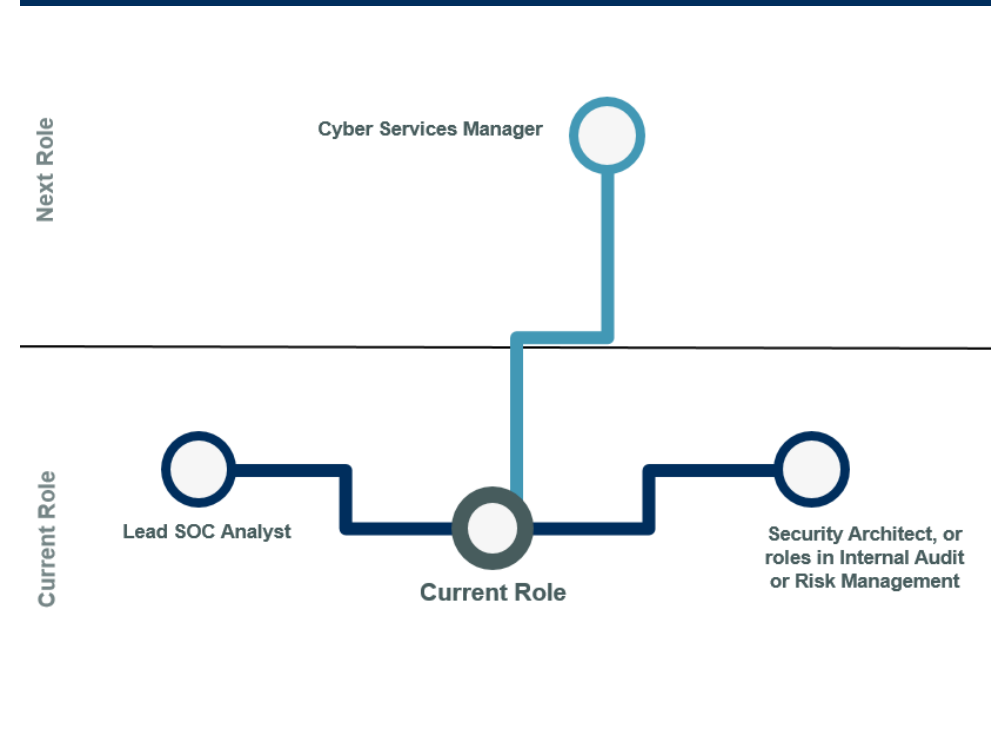 Next Role
Cyber Services Manager
Current Role
Lead SOC Analyst
Current Role
Security Architect, or
roles in Internal Audit
or Risk Management